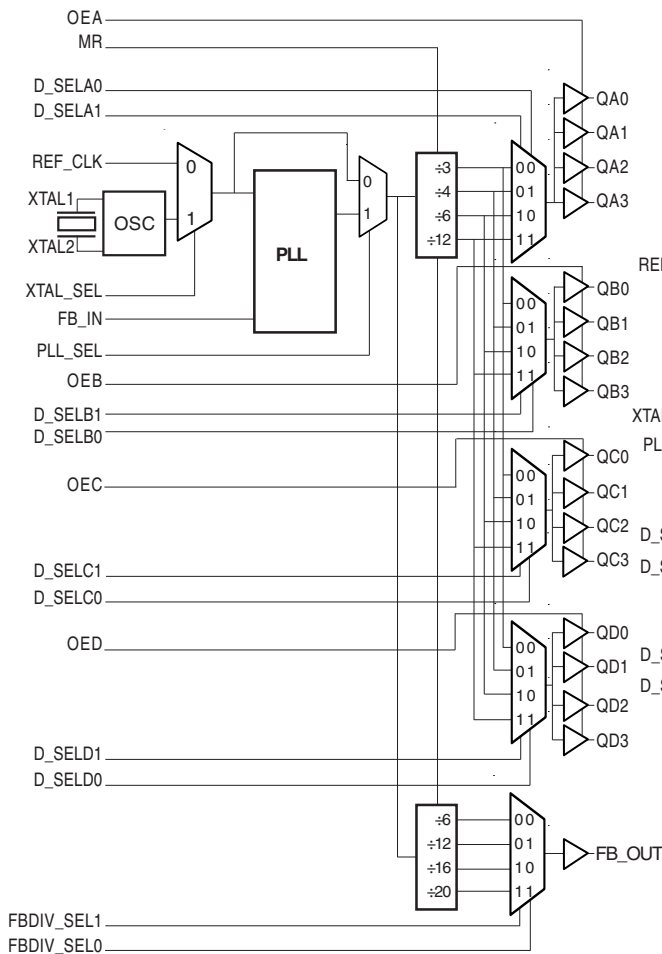 OEA
MR
D_SELA0
D_SELA1
REF_CLK
XTAL1
OSC
XTAL2
0
1
PLL
0
1
÷3
÷4
÷6
÷12
00
01
10
11
QA0
QA1
QA2
QA3
XTAL_SEL
FB_IN
PLL_SEL
OEB
D_SELB1
D_SELB0
00
01
10
11
QB0
QB1
QB2
QB3
OEC
D_SELC1
D_SELC0
00
01
10
11
QC0
QC1
QC2
QC3
OED
D_SELD1
D_SELD0
00
01
10
11
QD0
QD1
QD2
QD3
÷6
÷12
÷16
÷20
00
01
10
11
FB_OUT
FBDIV_SEL1
FBDIV_SEL0